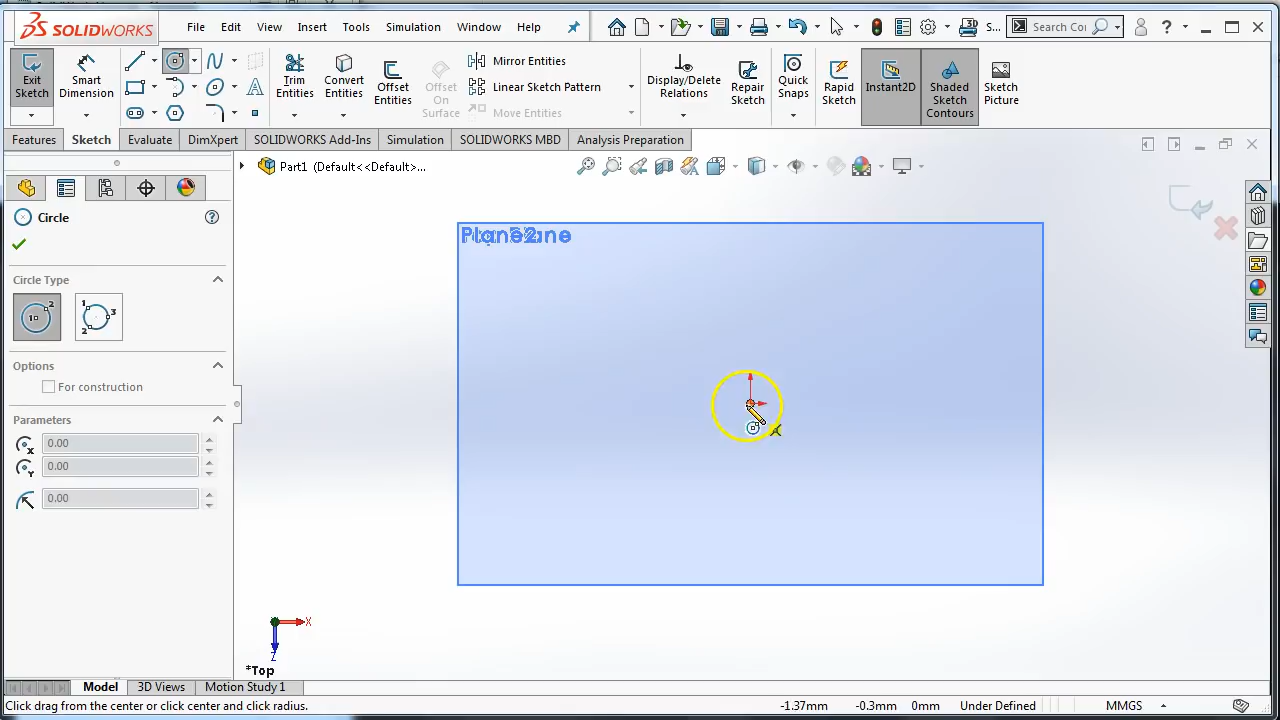 SOLIDWORKS File Edit View Insert Tools Simulation Window Help S... Search Co
Exit Sketch
Smart Dimension
Trim Entities
Convert Entities
Offset Entities
Offset On Surface
Mirror Entities
Linear Sketch Pattern
Move Entities
Display/Delete Relations
Repair Sketch
Quick Snaps
Rapid Sketch
Instant2D
Shaded Sketch Contours
Sketch Picture
Features Sketch Evaluate DimXpert SOLIDWORKS Add-Ins Simulation SOLIDWORKS MBD Analysis Preparation
Part1 (Default<<Default>...
Circle
Circle Type
Options
For construction
Parameters
0.00
0.00
0.00
X
Z
*Top
Model 3D Views Motion Study 1
Click drag from the center or click center and click radius. -1.37mm -0.3mm 0mm Under Defined MMGS